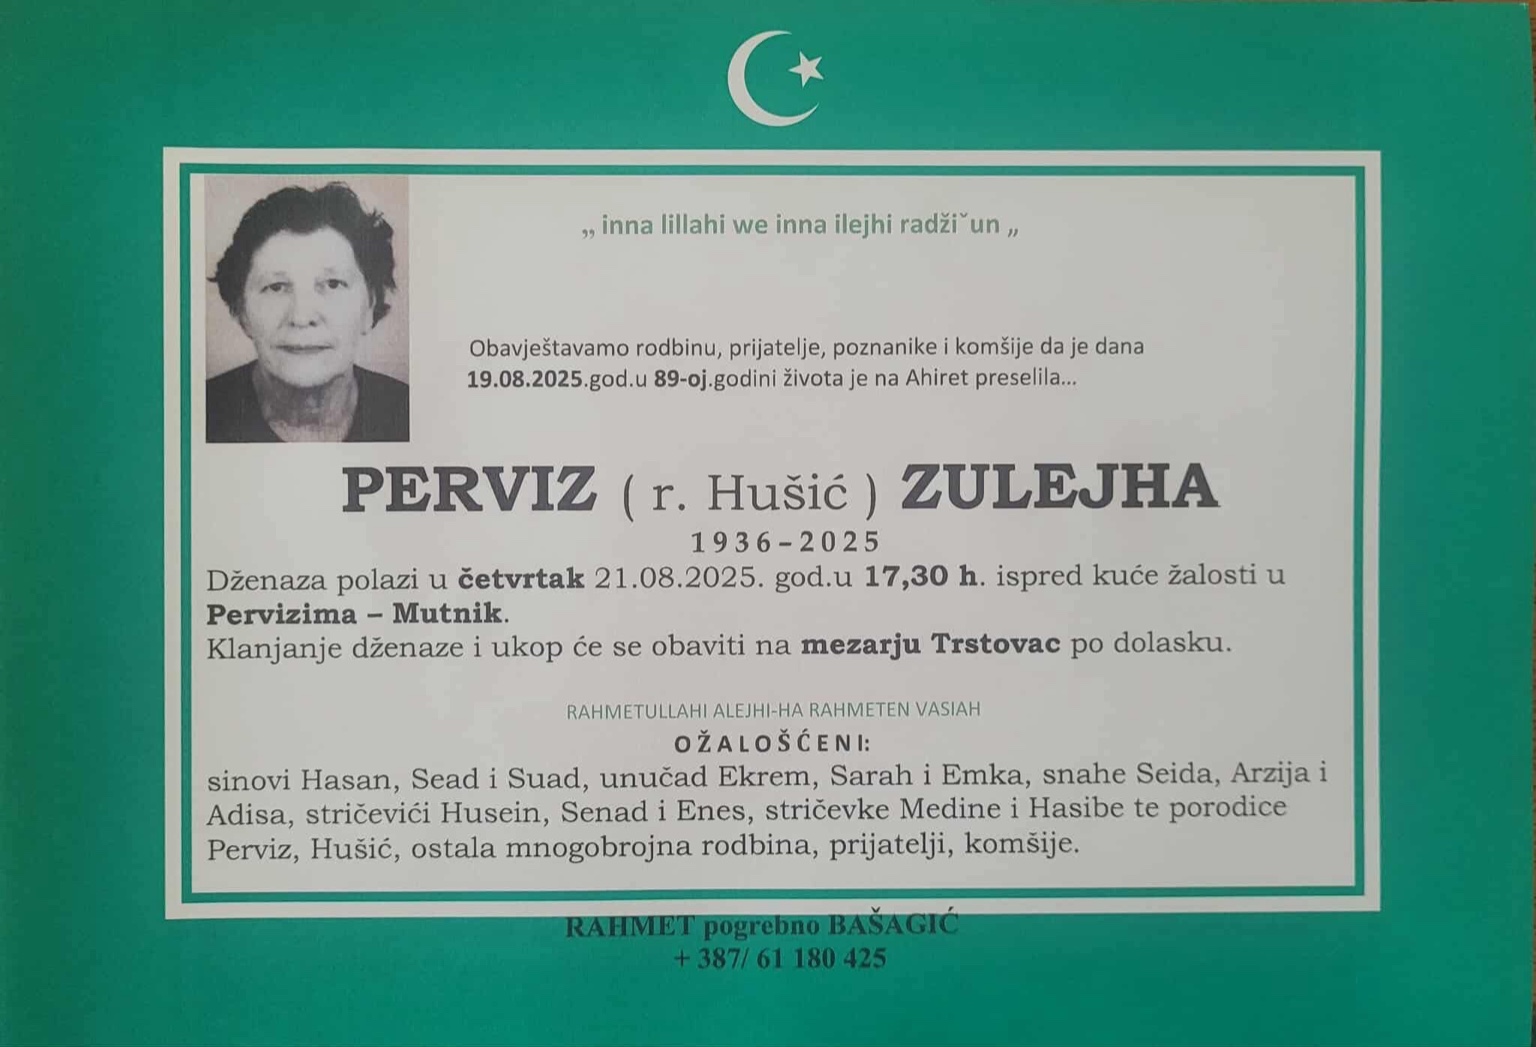 „ inna lillahi we inna ilejhi radžiˇun „
Obavještavamo rodbinu, prijatelje, poznanike i komšije da je dana
19.08.2025.god.u 89-oj.godini života je na Ahiret preselila...
PERVIZ ( r. Hušić ) ZULEJHA
1936–2025
Dženaza polazi u četvrtak 21.08.2025. god.u 17,30 h. ispred kuće žalosti u
Pervizima – Mutnik.
Klanjanje dženaze i ukop će se obaviti na mezarju Trstovac po dolasku.
RAHMETULLAHI ALEJHI-HA RAHMETEN VASIAH
OŽALOŠĆENI:
sinovi Hasan, Sead i Suad, unučad Ekrem, Sarah i Emka, snahe Seida, Arzija i
Adisa, stričevići Husein, Senad i Enes, stričevke Medine i Hasibe te porodice
Perviz, Hušić, ostala mnogobrojna rodbina, prijatelji, komšije.
RAHMET pogrebno BAŠAGIĆ
+ 387/ 61 180 425